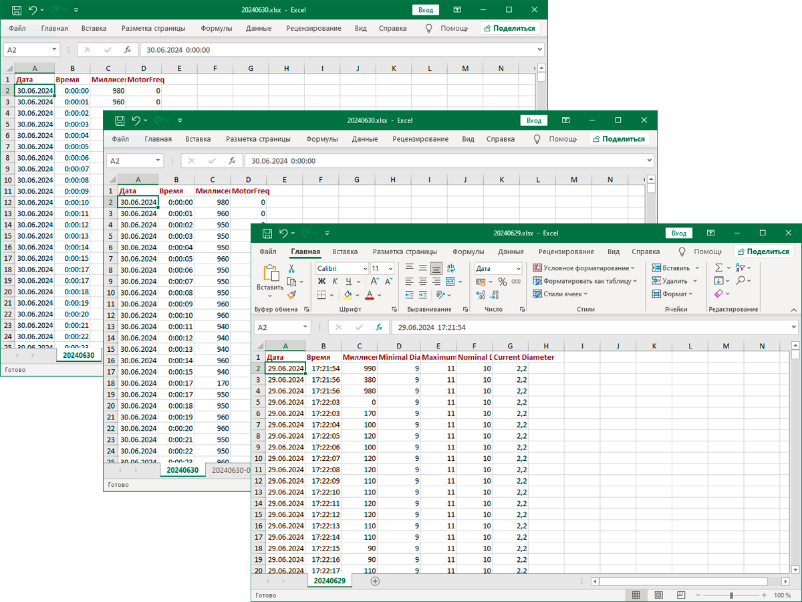 20240630.xlsx - Excel
Вход
Файл Главная Вставка Разметка страницы Формулы Данные Рецензирование Вид Справка Помощь Поделиться
A2 fx 30.06.2024 0:00:00
A B C D E F G H I J K L M N
1 Дата Время Миллисе MotorFreq
2 30.06.2024 0:00:00 980 0
3 30.06.2024 0:00:01 960 0
4 30.06.2024 0:00:02
5 30.06.2024 0:00:03
6 30.06.2024 0:00:04
7 30.06.2024 0:00:05
8 30.06.2024 0:00:06
9 30.06.2024 0:00:07
10 30.06.2024 0:00:08
11 30.06.2024 0:00:09
12 30.06.2024 0:00:10
13 30.06.2024 0:00:11
14 30.06.2024 0:00:12
15 30.06.2024 0:00:13
16 30.06.2024 0:00:14
17 30.06.2024 0:00:15
18 30.06.2024 0:00:17
19 30.06.2024 0:00:17
20 30.06.2024 0:00:18
21 30.06.2024 0:00:19
22 30.06.2024 0:00:20
23 30.06.2024 0:00:21
24 30.06.2024 0:00:22
25 30.06.2024 0:00:23
20240630
Готово
20240630.xlsx - Excel
Вход
Файл Главная Вставка Разметка страницы Формулы Данные Рецензирование Вид Справка Помощь Поделиться
A2 fx 30.06.2024 0:00:00
A B C D E F G H I J K L M N
1 Дата Время Миллисе MotorFreq
2 30.06.2024 0:00:00 980 0
3 30.06.2024 0:00:01 960 0
4 30.06.2024 0:00:02 950
5 30.06.2024 0:00:03 950
6 30.06.2024 0:00:04 950
7 30.06.2024 0:00:05 960
8 30.06.2024 0:00:06 950
9 30.06.2024 0:00:07 950
10 30.06.2024 0:00:08 950
11 30.06.2024 0:00:09 950
12 30.06.2024 0:00:10 960
13 30.06.2024 0:00:11 940
14 30.06.2024 0:00:12 940
15 30.06.2024 0:00:13 940
16 30.06.2024 0:00:14 960
17 30.06.2024 0:00:15 940
18 30.06.2024 0:00:17 170
19 30.06.2024 0:00:17 950
20 30.06.2024 0:00:18 950
21 30.06.2024 0:00:19 960
22 30.06.2024 0:00:20 960
23 30.06.2024 0:00:21 950
24 30.06.2024 0:00:22 950
25 30.06.2024 0:00:23 960
20240630 20240630-0
Готово
20240629.xlsx - Excel
Вход
Файл Главная Вставка Разметка страницы Формулы Данные Рецензирование Вид Справка Помощь Поделиться
Calibri 11 Дата Условное форматирование Вставить
Вставить Ж К Ч % 000 Форматировать как таблицу Удалить
Стили ячеек Формат
Буфер обмена Шрифт Выравнивание Число Стили Ячейки Редактирование
A2 fx 29.06.2024 17:21:54
A B C D E F G H I J K L M N
1 Дата Время Миллисе Minimal Dia Maximum Nominal D Current Diameter
2 29.06.2024 17:21:54 990 9 11 10 2,2
3 29.06.2024 17:21:56 380 9 11 10 2,2
4 29.06.2024 17:21:56 980 9 11 10 2,2
5 29.06.2024 17:22:03 0 9 11 10 2,2
6 29.06.2024 17:22:03 170 9 11 10 2,2
7 29.06.2024 17:22:04 100 9 11 10 2,2
8 29.06.2024 17:22:05 120 9 11 10 2,2
9 29.06.2024 17:22:06 100 9 11 10 2,2
10 29.06.2024 17:22:07 120 9 11 10 2,2
11 29.06.2024 17:22:08 120 9 11 10 2,2
12 29.06.2024 17:22:09 110 9 11 10 2,2
13 29.06.2024 17:22:10 110 9 11 10 2,2
14 29.06.2024 17:22:11 120 9 11 10 2,2
15 29.06.2024 17:22:12 120 9 11 10 2,2
16 29.06.2024 17:22:13 110 9 11 10 2,2
17 29.06.2024 17:22:14 110 9 11 10 2,2
18 29.06.2024 17:22:15 90 9 11 10 2,2
19 29.06.2024 17:22:16 90 9 11 10 2,2
20 29.06.2024 17:22:17 110 9 11 10 2,2
20240629
Готово 100 %